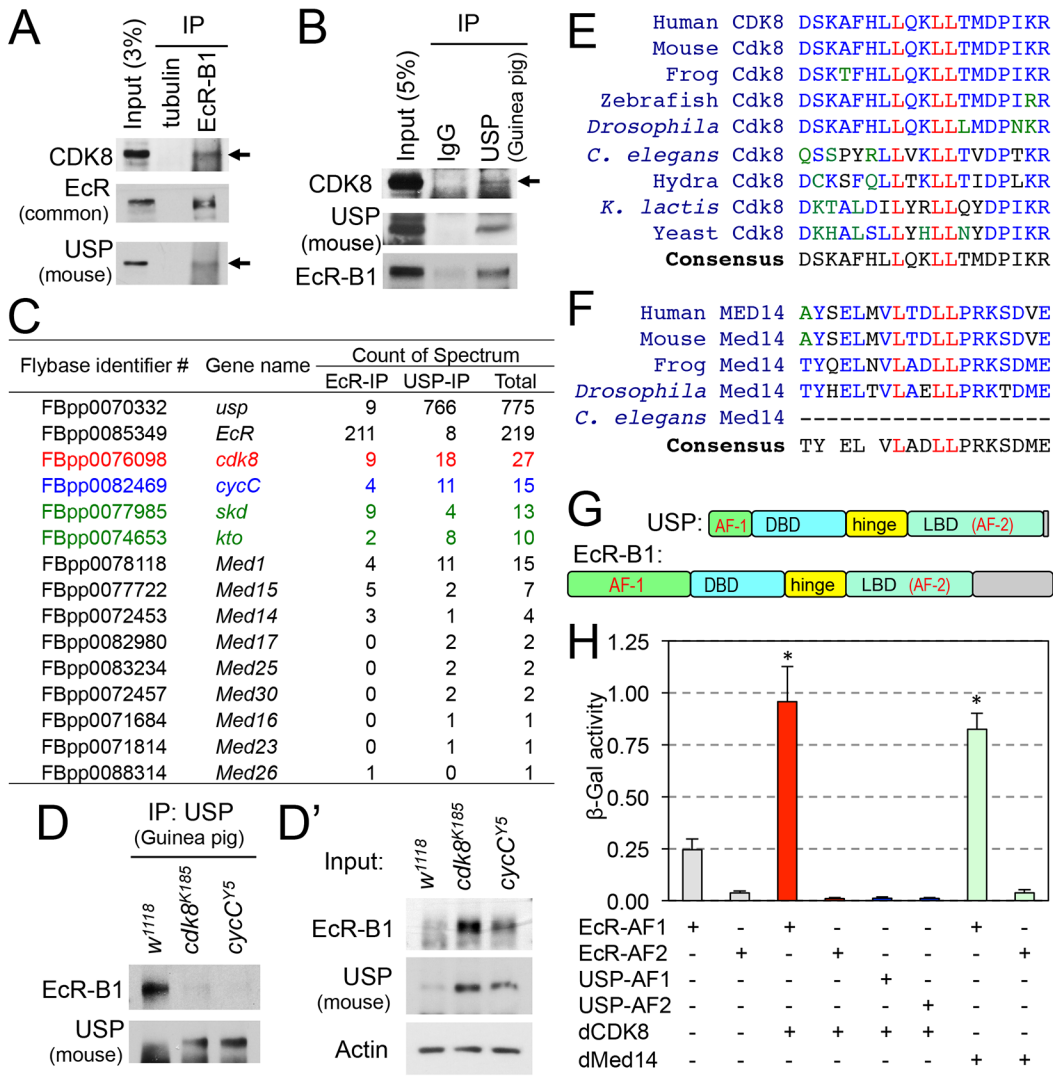 A
Input (3%)
IP
tubulin
EcR-B1
CDK8
EcR
(common)
USP
(mouse)
B
Input (5%)
IP
IgG
USP
(Guinea pig)
CDK8
USP
(mouse)
EcR-B1
C
Flybase identifier # Gene name Count of Spectrum
EcR-IP USP-IP Total
FBpp0070332 usp 9 766 775
FBpp0085349 EcR 211 8 219
FBpp0076098 cdk8 9 18 27
FBpp0082469 cycC 4 11 15
FBpp0077985 skd 9 4 13
FBpp0074653 kto 2 8 10
FBpp0078118 Med1 4 11 15
FBpp0077722 Med15 5 2 7
FBpp0072453 Med14 3 1 4
FBpp0082980 Med17 0 2 2
FBpp0083234 Med25 0 2 2
FBpp0072457 Med30 0 2 2
FBpp0071684 Med16 0 1 1
FBpp0071814 Med23 0 1 1
FBpp0088314 Med26 1 0 1
D
IP: USP
(Guinea pig)
w1118
cdk8K185
cycCY5
EcR-B1
USP
(mouse)
D'
Input:
w1118
cdk8K185
cycCY5
EcR-B1
USP
(mouse)
Actin
E
Human CDK8 DSKAFHLLQKLLTMDPIKR
Mouse Cdk8 DSKAFHLLQKLLTMDPIKR
Frog Cdk8 DSKTFHLLQKLLTMDPIKR
Zebrafish Cdk8 DSKAFHLLQKLLTMDPIRR
Drosophila Cdk8 DSKAFHLLQKLLLMDPNKR
C. elegans Cdk8 QSSPYRLLVKLLTVDPTKR
Hydra Cdk8 DCKSFQLLTKLLTIDPLKR
K. lactis Cdk8 DKTALDILYRLLQYDPIKR
Yeast Cdk8 DKHALSLLYHLLNYDPIKR
Consensus DSKAFHLLQKLLTMDPIKR
F
Human MED14 AYSELMVLTDLLPRKSDVE
Mouse MED14 AYSELMVLTDLLPRKSDVE
Frog Med14 TYQELNVLADLLPRKSDME
Drosophila Med14 TYHELTVLAELLPRKTDME
C. elegans Med14 -------------------
Consensus TY EL VLADLLPRKSDME
G
USP: AF-1 DBD hinge LBD (AF-2)
EcR-B1:
AF-1 DBD hinge LBD (AF-2)
H
β-Gal activity
1.25
1.00
0.75
0.50
0.25
0.00
* *
EcR-AF1 + - + - - - + -
EcR-AF2 - + - + - - - +
USP-AF1 - - - - + - - -
USP-AF2 - - - - - + - -
dCDK8 - - + + + + - -
dMed14 - - - - - - + +